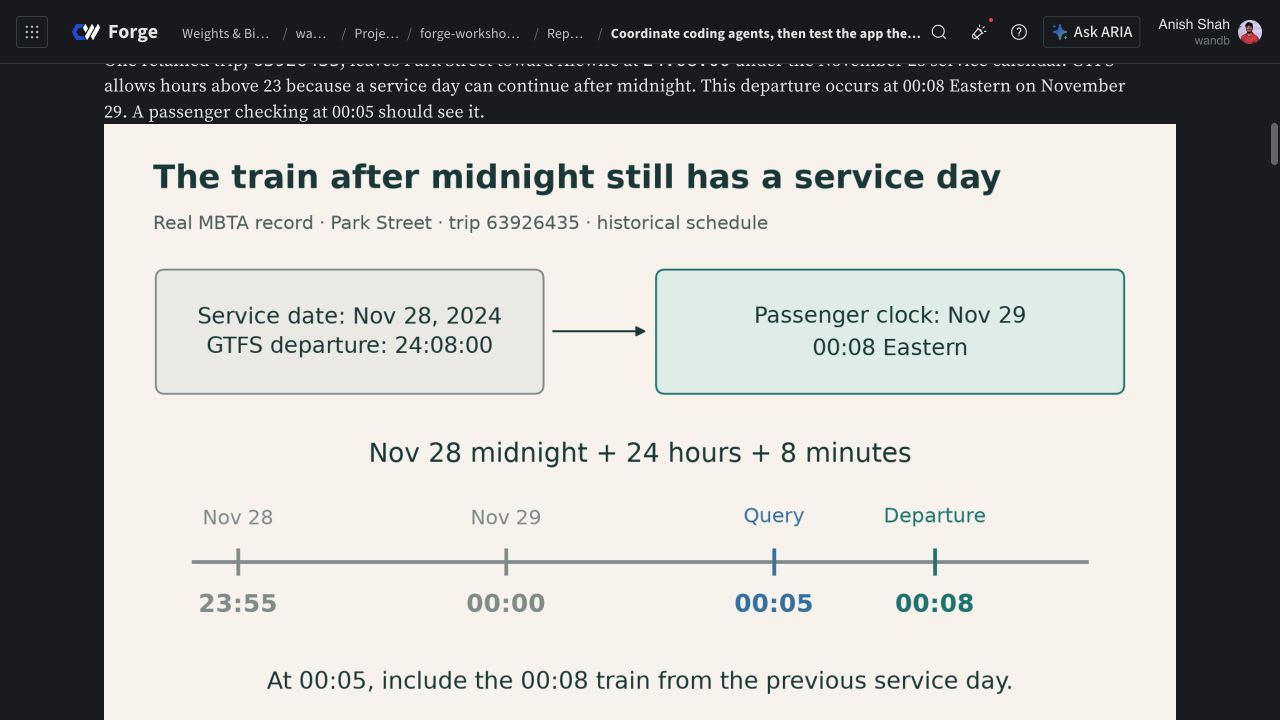 Forge
Weights & Bi... / wa... / Proje... / forge-worksho... / Rep... / Coordinate coding agents, then test the app the...
Ask ARIA
Anish Shah
wandb
allows hours above 23 because a service day can continue after midnight. This departure occurs at 00:08 Eastern on November
29. A passenger checking at 00:05 should see it.
The train after midnight still has a service day
Real MBTA record · Park Street · trip 63926435 · historical schedule
Service date: Nov 28, 2024
GTFS departure: 24:08:00
Passenger clock: Nov 29
00:08 Eastern
Nov 28 midnight + 24 hours + 8 minutes
Nov 28
Nov 29
Query
Departure
23:55
00:00
00:05
00:08
At 00:05, include the 00:08 train from the previous service day.